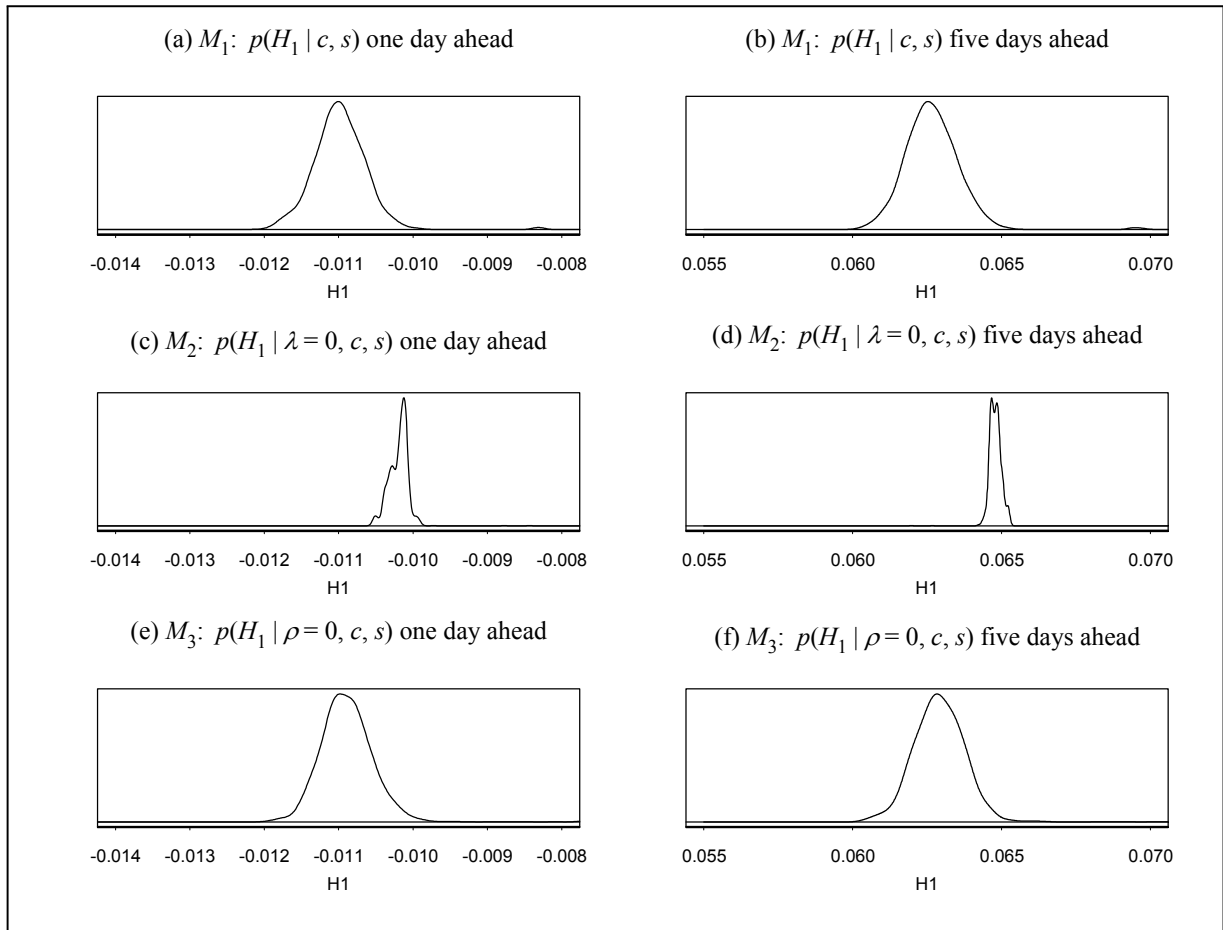 (a) M₁: p(H₁ | c, s) one day ahead
-0.014 -0.013 -0.012 -0.011 -0.010 -0.009 -0.008
H1
(b) M₁: p(H₁ | c, s) five days ahead
0.055 0.060 0.065 0.070
H1
(c) M₂: p(H₁ | λ = 0, c, s) one day ahead
-0.014 -0.013 -0.012 -0.011 -0.010 -0.009 -0.008
H1
(d) M₂: p(H₁ | λ = 0, c, s) five days ahead
0.055 0.060 0.065 0.070
H1
(e) M₃: p(H₁ | ρ = 0, c, s) one day ahead
-0.014 -0.013 -0.012 -0.011 -0.010 -0.009 -0.008
H1
(f) M₃: p(H₁ | ρ = 0, c, s) five days ahead
0.055 0.060 0.065 0.070
H1